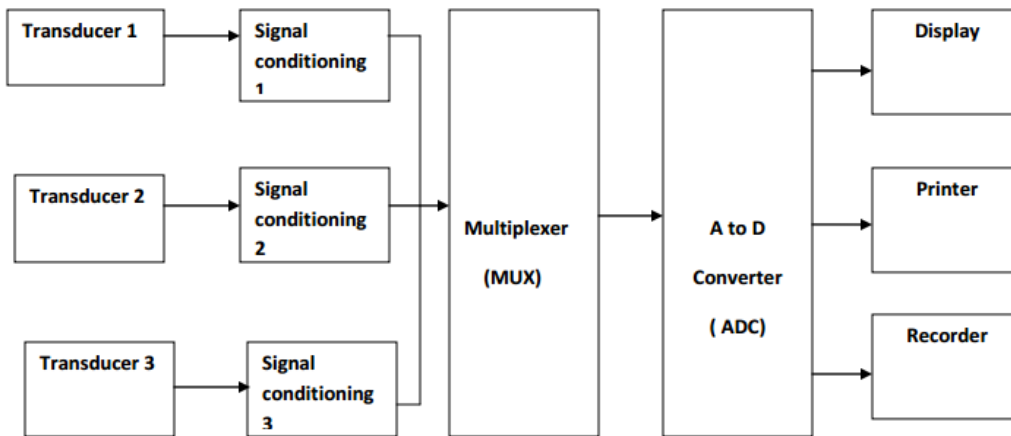 Transducer 1
Signal
conditioning
1
Display
Transducer 2
Signal
conditioning
2
Multiplexer
(MUX)
A to D
Converter
( ADC)
Printer
Transducer 3
Signal
conditioning
3
Recorder